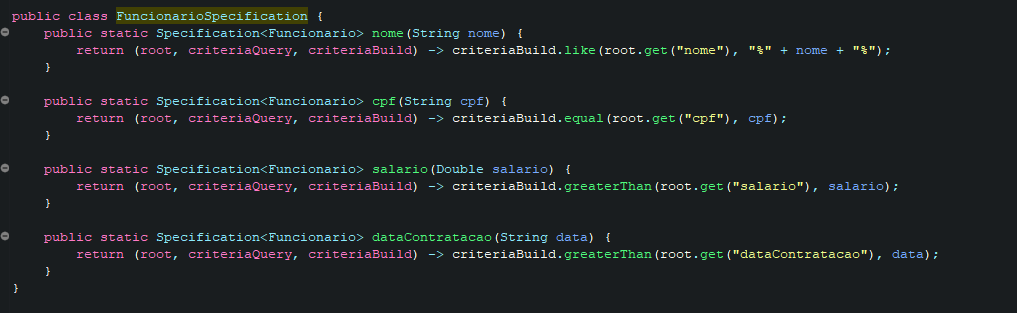 public class FuncionarioSpecification {
    public static Specification<Funcionario> nome(String nome) {
        return (root, criteriaQuery, criteriaBuild) -> criteriaBuild.like(root.get("nome"), "%" + nome + "%");
    }
    public static Specification<Funcionario> cpf(String cpf) {
        return (root, criteriaQuery, criteriaBuild) -> criteriaBuild.equal(root.get("cpf"), cpf);
    }
    public static Specification<Funcionario> salario(Double salario) {
        return (root, criteriaQuery, criteriaBuild) -> criteriaBuild.greaterThan(root.get("salario"), salario);
    }
    public static Specification<Funcionario> dataContratacao(String data) {
        return (root, criteriaQuery, criteriaBuild) -> criteriaBuild.greaterThan(root.get("dataContratacao"), data);
    }
}